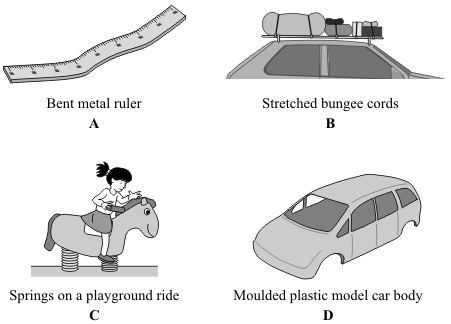 Bent metal ruler
A
Stretched bungee cords
B
Springs on a playground ride
C
Moulded plastic model car body
D